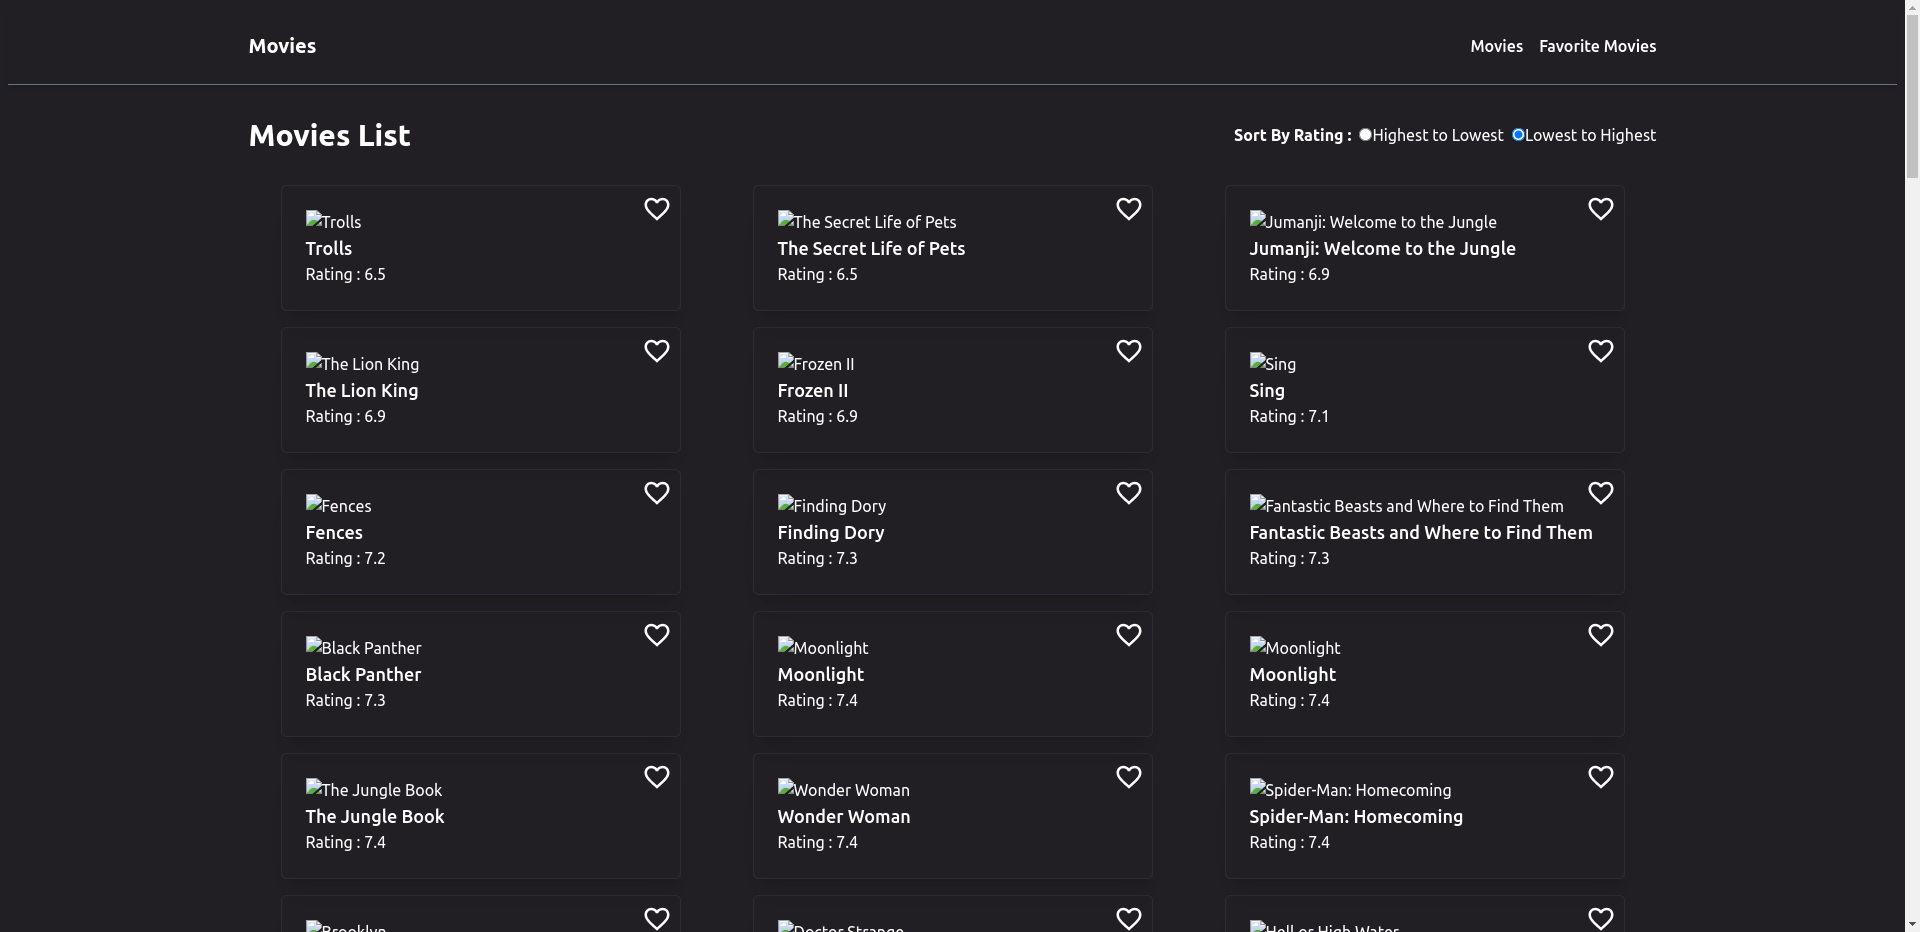 Movies
Movies Favorite Movies
Movies List
Sort By Rating : Highest to Lowest Lowest to Highest
Trolls
Trolls
Rating : 6.5
The Secret Life of Pets
The Secret Life of Pets
Rating : 6.5
Jumanji: Welcome to the Jungle
Jumanji: Welcome to the Jungle
Rating : 6.9
The Lion King
The Lion King
Rating : 6.9
Frozen II
Frozen II
Rating : 6.9
Sing
Sing
Rating : 7.1
Fences
Fences
Rating : 7.2
Finding Dory
Finding Dory
Rating : 7.3
Fantastic Beasts and Where to Find Them
Fantastic Beasts and Where to Find Them
Rating : 7.3
Black Panther
Black Panther
Rating : 7.3
Moonlight
Moonlight
Rating : 7.4
Moonlight
Moonlight
Rating : 7.4
The Jungle Book
The Jungle Book
Rating : 7.4
Wonder Woman
Wonder Woman
Rating : 7.4
Spider-Man: Homecoming
Spider-Man: Homecoming
Rating : 7.4
Brooklyn
Doctor Strange
Hell or High Water